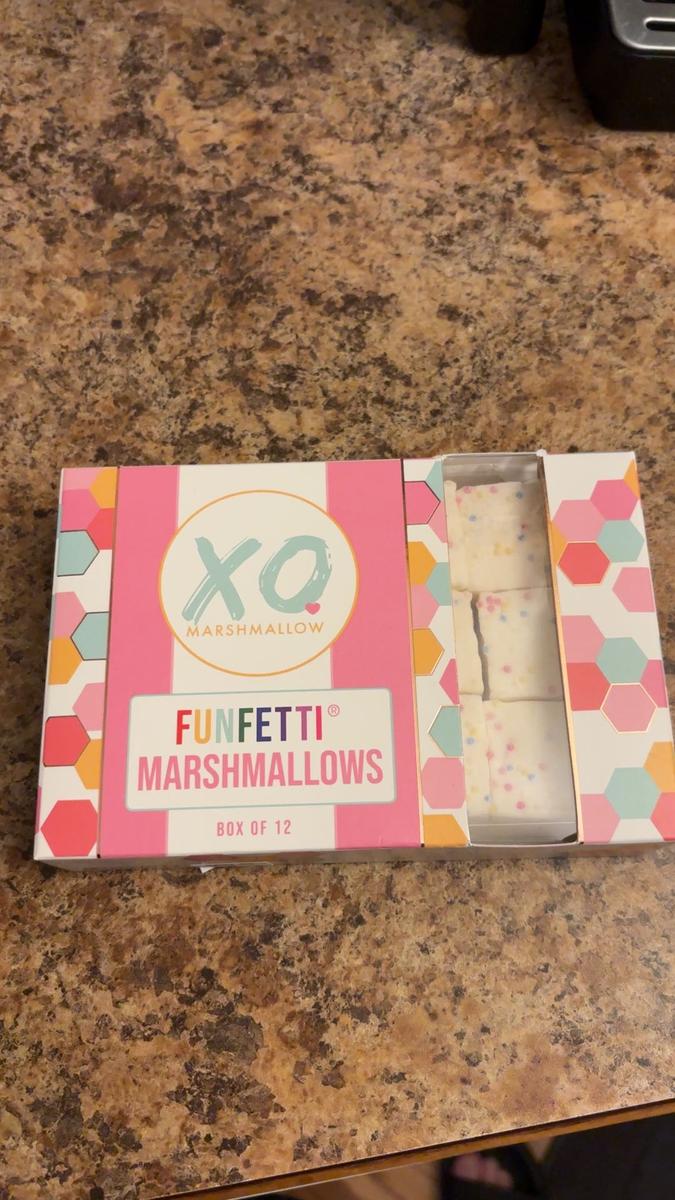 XO
MARSHMALLOW
FUNFETTI®
MARSHMALLOWS
BOX OF 12